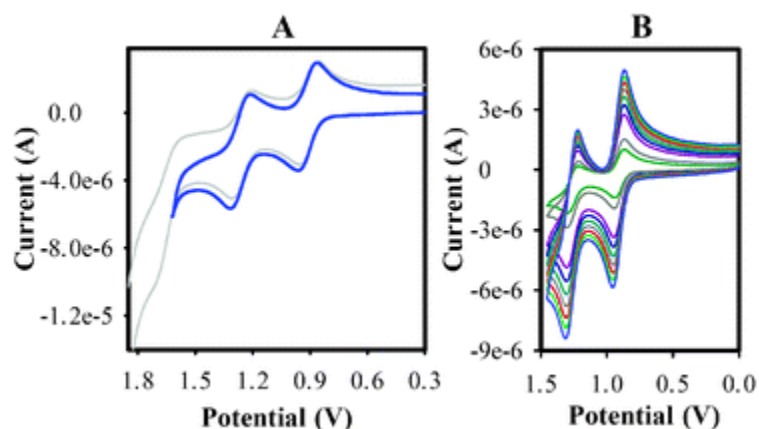 A
Current (A)
0.0
-4.0e-6
-8.0e-6
-1.2e-5
1.8 1.5 1.2 0.9 0.6 0.3
Potential (V)
B
Current (A)
6e-6
3e-6
0
-3e-6
-6e-6
-9e-6
1.5 1.0 0.5 0.0
Potential (V)